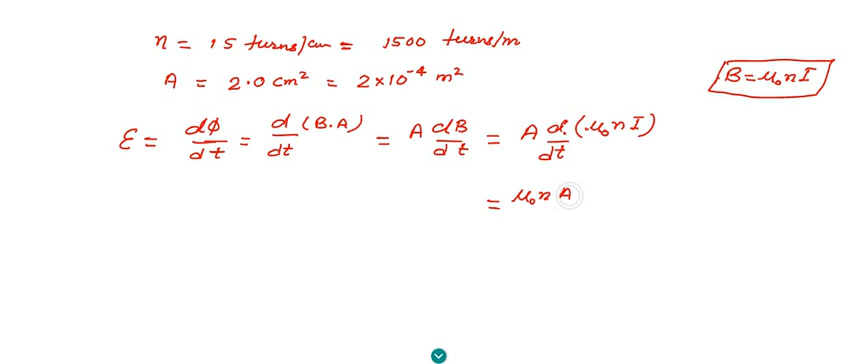 n = 15 turns/cm = 1500 turns/m
A = 2.0 cm² = 2×10⁻⁴ m²
B = μ₀nI
ε = dφ/dt = d/dt (B.A) = A dB/dt = A d/dt (μ₀nI)
= μ₀nA